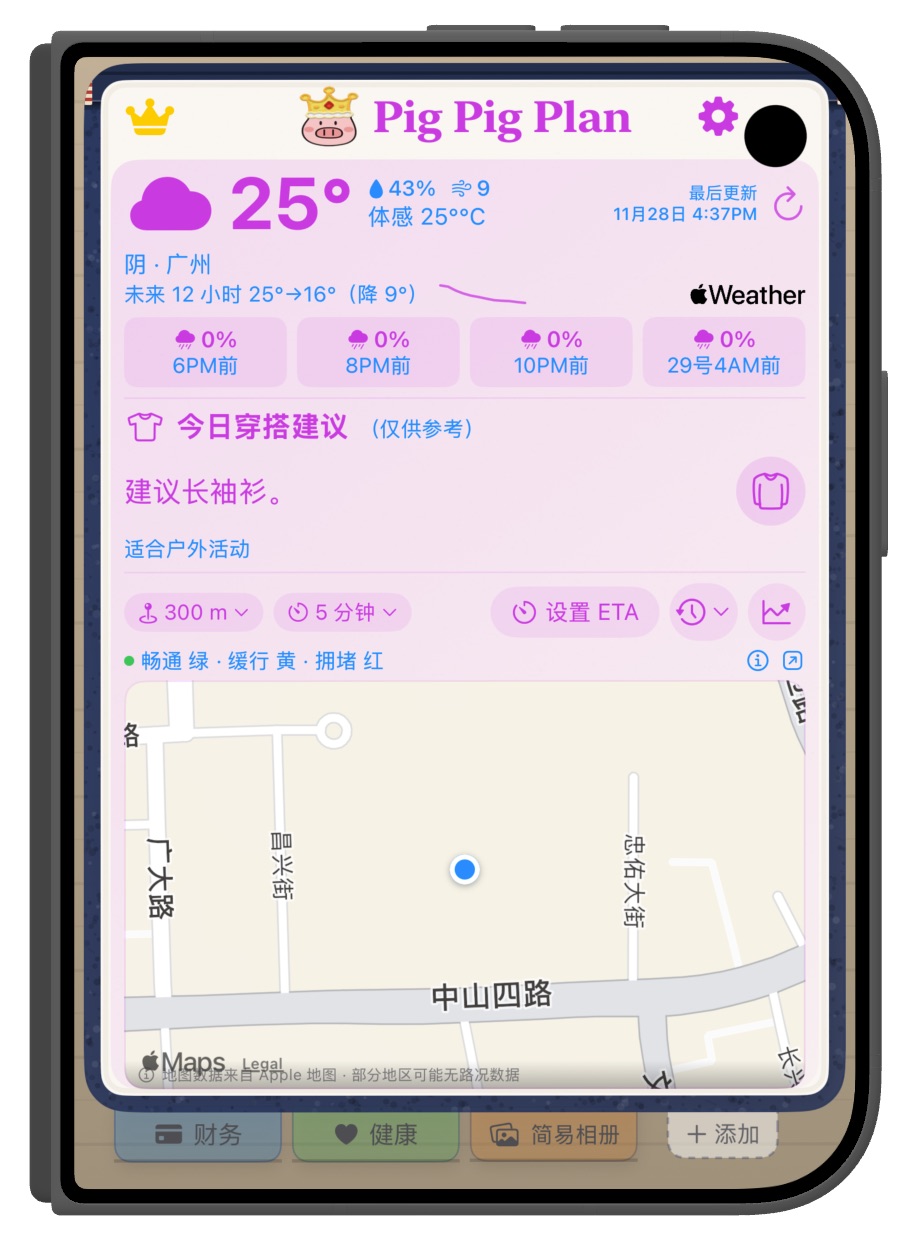 Pig Pig Plan
25° 43% 9
体感 25°°C
最后更新
11月28日 4:37PM
阴 · 广州
未来 12 小时 25°→16°（降 9°）
Weather
0% 0% 0% 0%
6PM前 8PM前 10PM前 29号4AM前
今日穿搭建议 （仅供参考）
建议长袖衫。
适合户外活动
300 m 5 分钟 设置 ETA
畅通 绿 · 缓行 黄 · 拥堵 红
路
路
广大路
昌兴街
忠佑大街
中山四路
长兴
文
Maps Legal
地图数据来自 Apple 地图 · 部分地区可能无路况数据
财务 健康 简易相册 + 添加